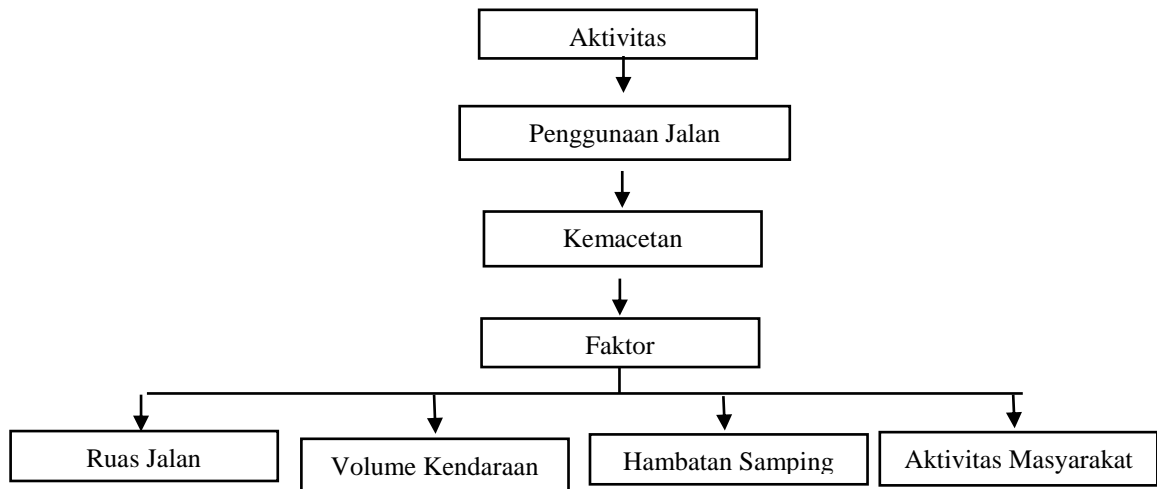 Aktivitas
Penggunaan Jalan
Kemacetan
Faktor
Ruas Jalan
Volume Kendaraan
Hambatan Samping
Aktivitas Masyarakat